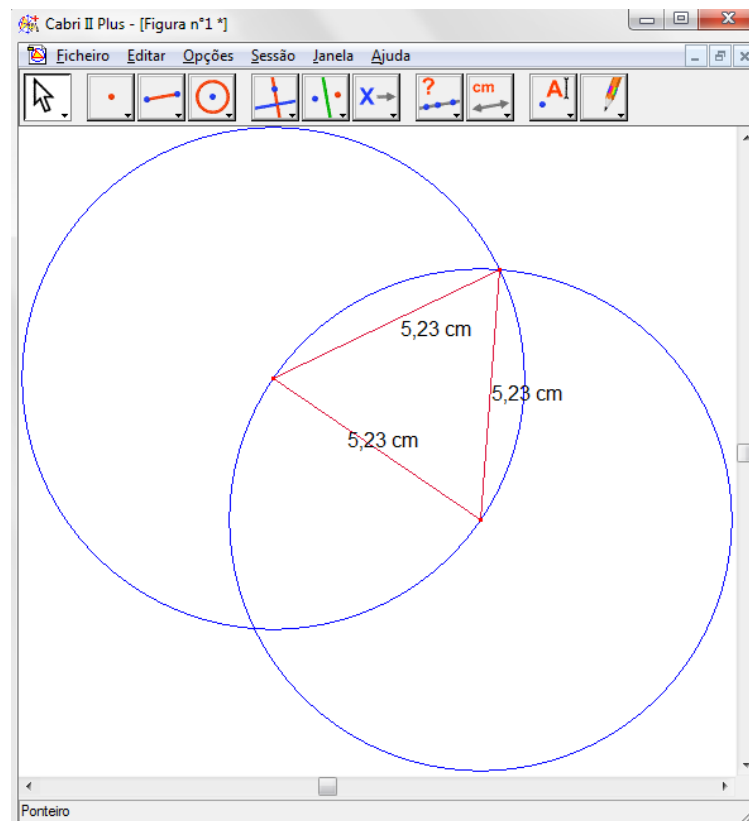 Cabri II Plus - [Figura n°1 *]
Ficheiro Editar Opções Sessão Janela Ajuda
X ? cm A
5,23 cm
5,23 cm
5,23 cm
Ponteiro